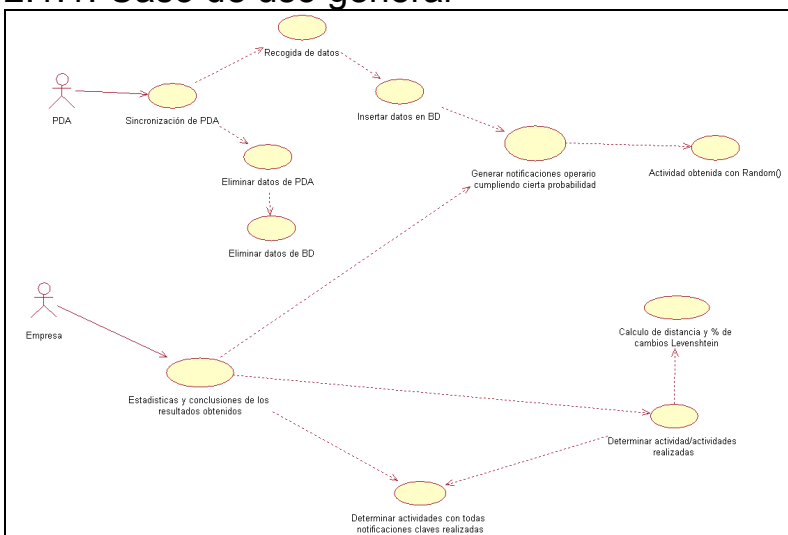 2.4.1. Caso de uso general
Recogida de datos
PDA
Sincronización de PDA
Insertar datos en BD
Eliminar datos de PDA
Generar notificaciones operario
cumpliendo cierta probabilidad
Actividad obtenida con Random()
Eliminar datos de BD
Empresa
Calculo de distancia y % de
cambios Levenshtein
Estadisticas y conclusiones de los
resultados obtenidos
Determinar actividad/actividades
realizadas
Determinar actividades con todas
notificaciones claves realizadas